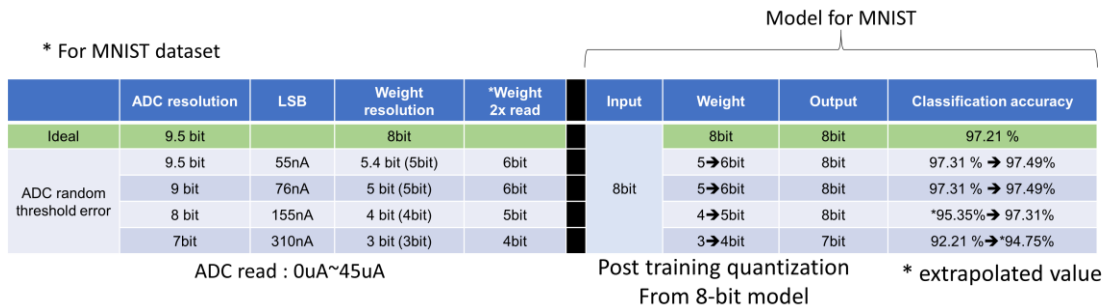 Model for MNIST
* For MNIST dataset
ADC resolution LSB Weight resolution *Weight 2x read Input Weight Output Classification accuracy
Ideal 9.5 bit 8bit 8bit 8bit 97.21 %
ADC random threshold error 9.5 bit 55nA 5.4 bit (5bit) 6bit 8bit 5➔6bit 8bit 97.31 % ➔ 97.49%
9 bit 76nA 5 bit (5bit) 6bit 5➔6bit 8bit 97.31 % ➔ 97.49%
8 bit 155nA 4 bit (4bit) 5bit 4➔5bit 8bit *95.35%➔ 97.31%
7bit 310nA 3 bit (3bit) 4bit 3➔4bit 7bit 92.21 %➔*94.75%
ADC read : 0uA~45uA
Post training quantization
From 8-bit model
* extrapolated value